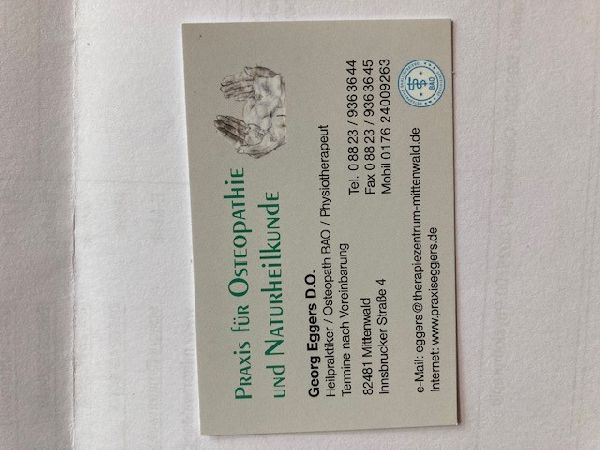 Praxis für Osteopathie
und Naturheilkunde
Georg Eggers D.O.
Heilpraktiker / Osteopath BAO / Physiotherapeut
Termine nach Vereinbarung
82481 Mittenwald
Innsbrucker Straße 4
Tel. 0 88 23 / 936 36 44
Fax 0 88 23 / 936 36 45
Mobil 0176 24009263
e-Mail: eggers@therapiezentrum-mittenwald.de
Internet: www.praxiseggers.de
BAO